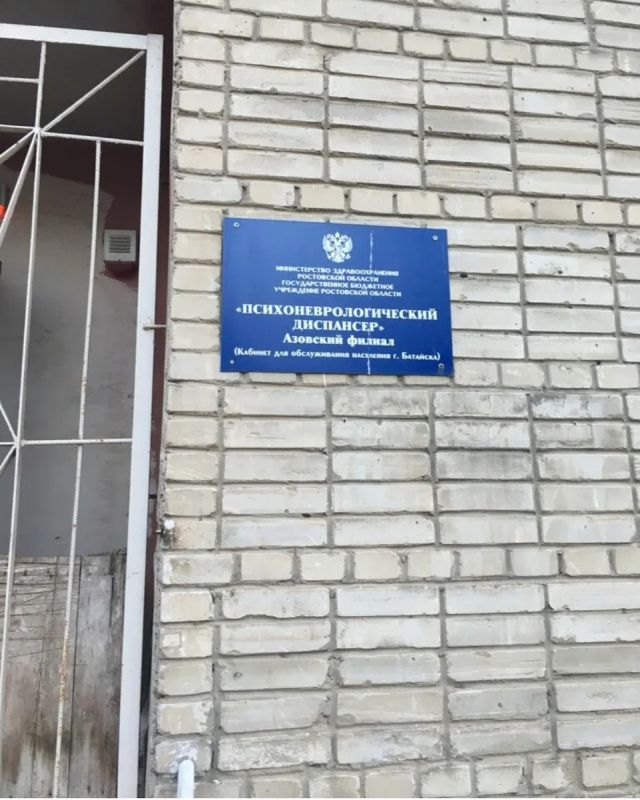 МИНИСТЕРСТВО ЗДРАВООХРАНЕНИЯ
РОСТОВСКОЙ ОБЛАСТИ
ГОСУДАРСТВЕННОЕ БЮДЖЕТНОЕ
УЧРЕЖДЕНИЕ РОСТОВСКОЙ ОБЛАСТИ
«ПСИХОНЕВРОЛОГИЧЕСКИЙ
ДИСПАНСЕР»
Азовский филиал
(Кабинет для обслуживания населения г. Батайска)